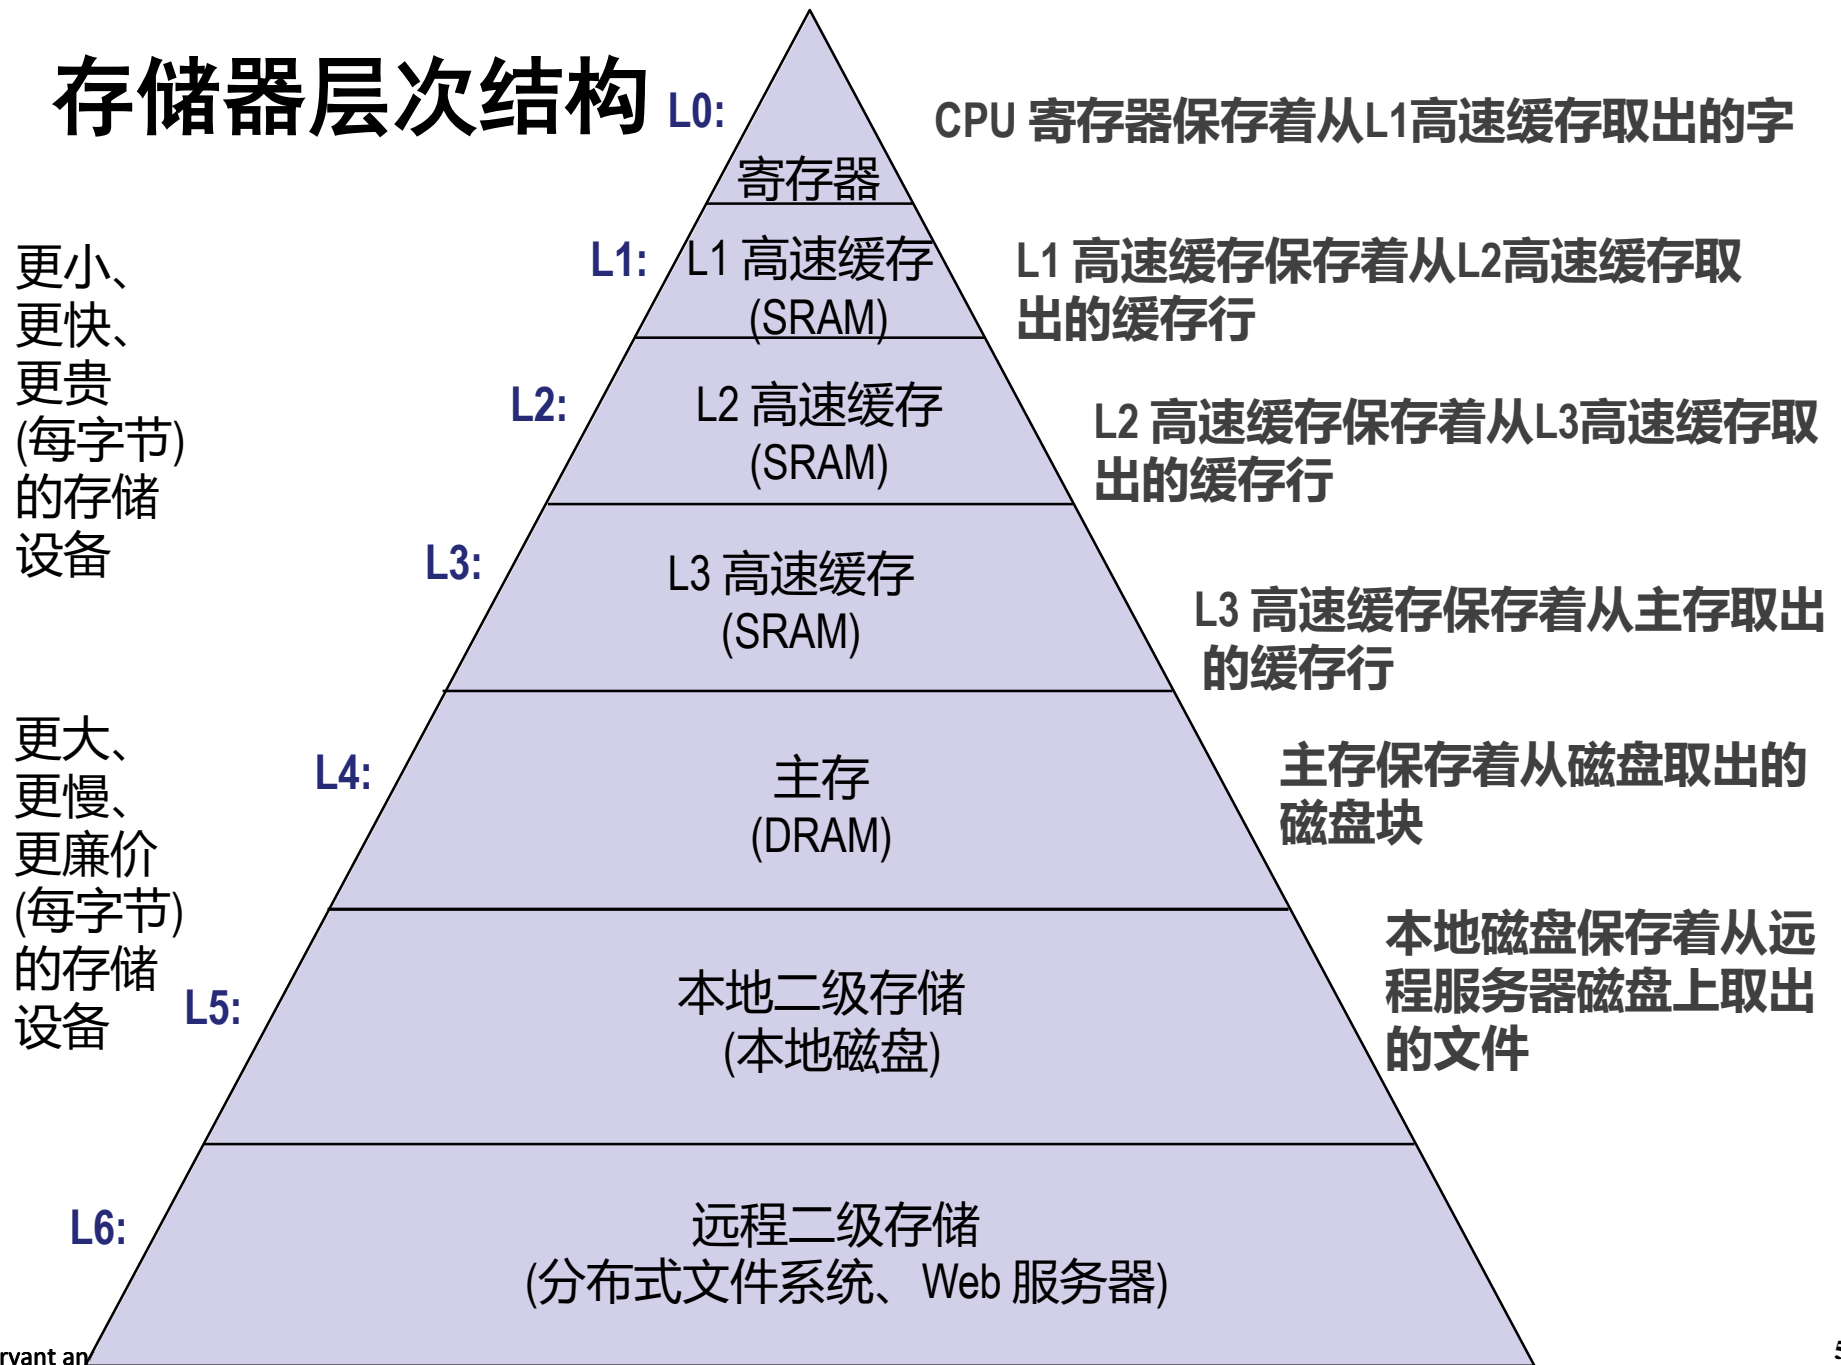 存储器层次结构
L0:
寄存器
CPU 寄存器保存着从L1高速缓存取出的字
更小、
更快、
更贵
(每字节)
的存储
设备
L1:
L1 高速缓存
(SRAM)
L1 高速缓存保存着从L2高速缓存取
出的缓存行
L2:
L2 高速缓存
(SRAM)
L2 高速缓存保存着从L3高速缓存取
出的缓存行
L3:
L3 高速缓存
(SRAM)
L3 高速缓存保存着从主存取出
的缓存行
更大、
更慢、
更廉价
(每字节)
的存储
设备
L4:
主存
(DRAM)
主存保存着从磁盘取出的
磁盘块
L5:
本地二级存储
(本地磁盘)
本地磁盘保存着从远
程服务器磁盘上取出
的文件
L6:
远程二级存储
(分布式文件系统、Web 服务器)